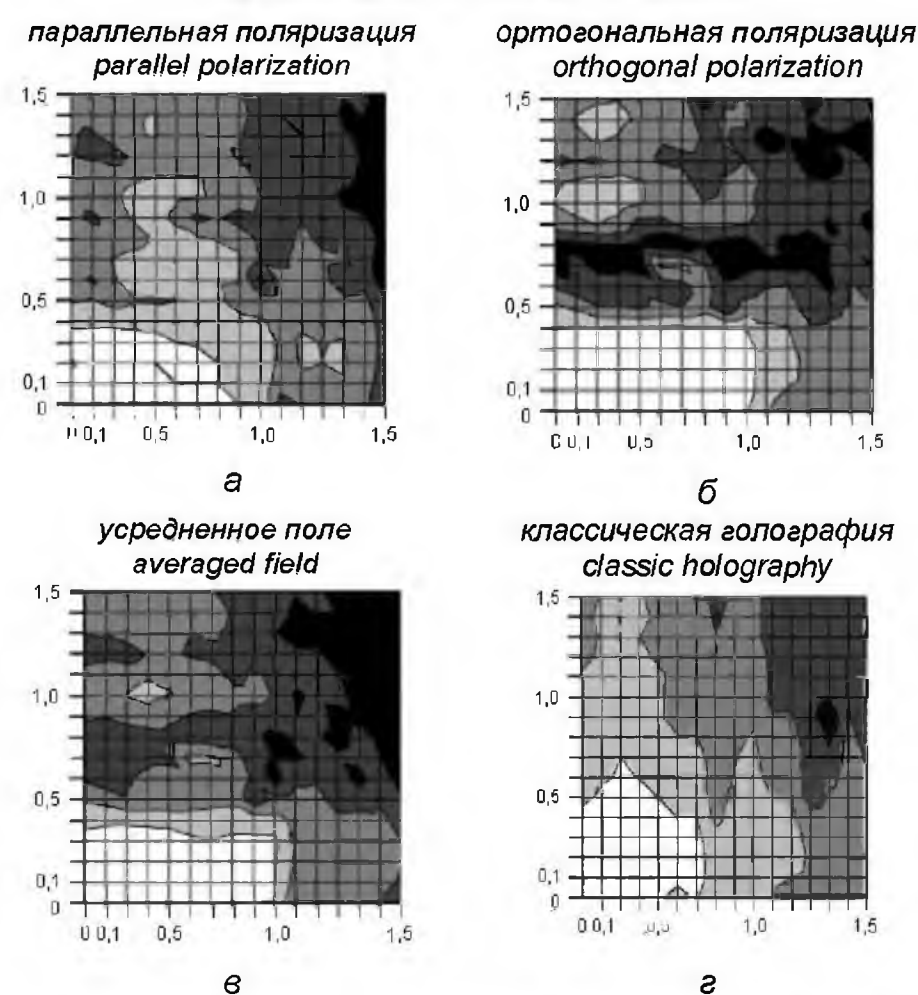 параллельная поляризация
parallel polarization
1,5
1,0
0,5
0,1
0
0,1 0,5 1,0 1,5
а
ортогональная поляризация
orthogonal polarization
1,5
1,0
0,5
0,1
0
1,0 1,5
б
усредненное поле
averaged field
1,5
1,0
0,5
0,1
0
0 0,1 0,5 1,0 1,5
в
классическая голография
classic holography
1,5
1,0
0,5
0,1
0
0 0,1 1,0 1,5
г